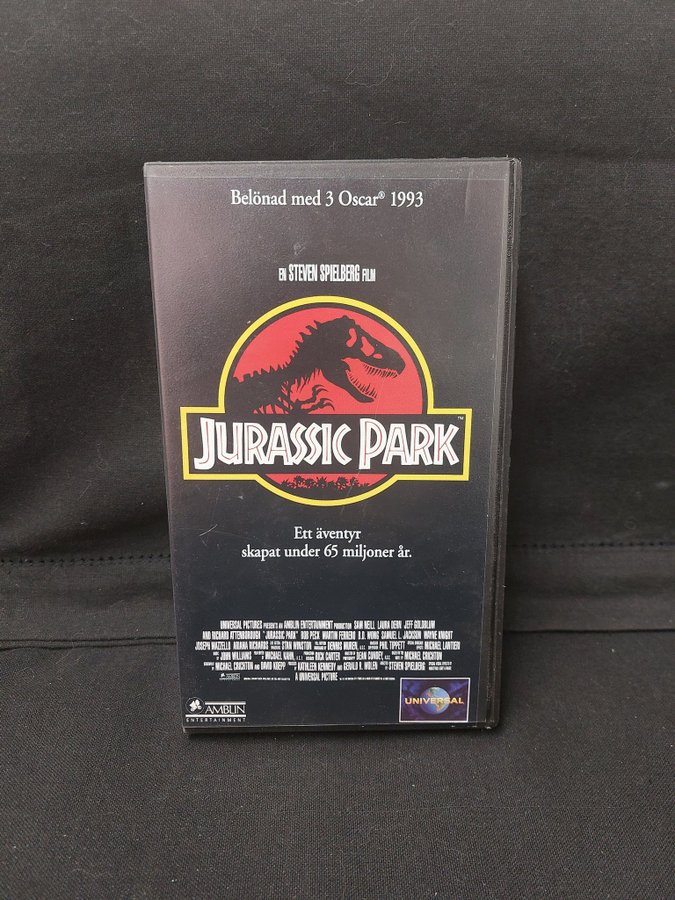 Belönad med 3 Oscar® 1993
EN STEVEN SPIELBERG FILM
JURASSIC PARK™
Ett äventyr
skapat under 65 miljoner år.
UNIVERSAL PICTURES PRESENTS AN AMBLIN ENTERTAINMENT PRODUCTION SAM NEILL LAURA DERN JEFF GOLDBLUM
AND RICHARD ATTENBOROUGH "JURASSIC PARK" BOB PECK MARTIN FERRERO B.D. WONG SAMUEL L. JACKSON WAYNE KNIGHT
JOSEPH MAZZELLO ARIANA RICHARDS STAN WINSTON DENNIS MUREN, A.S.C. PHIL TIPPETT MICHAEL LANTIERI
JOHN WILLIAMS MICHAEL KAHN, A.C.E. RICK CARTER DEAN CUNDEY, A.S.C. MICHAEL CRICHTON
MICHAEL CRICHTON AND DAVID KOEPP KATHLEEN KENNEDY AND GERALD R. MOLEN STEVEN SPIELBERG
A UNIVERSAL PICTURE
AMBLIN
ENTERTAINMENT
UNIVERSAL